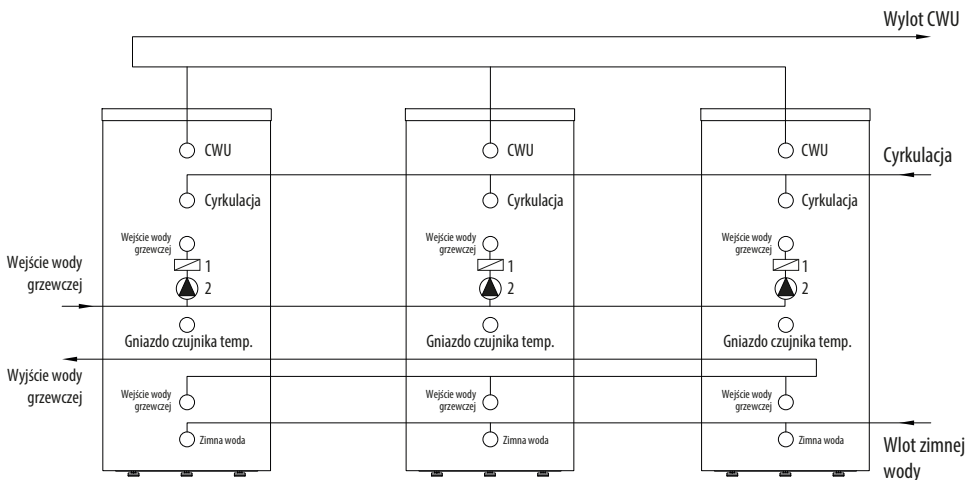 Wylot CWU
CWU
CWU
CWU
Cyrkulacja
Cyrkulacja
Cyrkulacja
Cyrkulacja
Wejście wody
grzewczej
Wejście wody
grzewczej
Wejście wody
grzewczej
Wejście wody
grzewczej
1
1
1
2
2
2
Gniazdo czujnika temp.
Gniazdo czujnika temp.
Gniazdo czujnika temp.
Wyjście wody
grzewczej
Wejście wody
grzewczej
Wejście wody
grzewczej
Wejście wody
grzewczej
Zimna woda
Zimna woda
Zimna woda
Wlot zimnej
wody